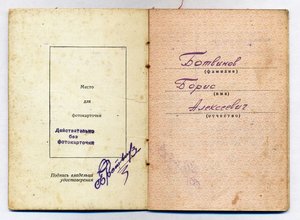 Место
для
фотокарточки
Действительно
без
фотокарточки
Подпись владельца
удостоверения
Ботвинов
(фамилия)
Борис
(имя)
Алексеевич
(отчество)